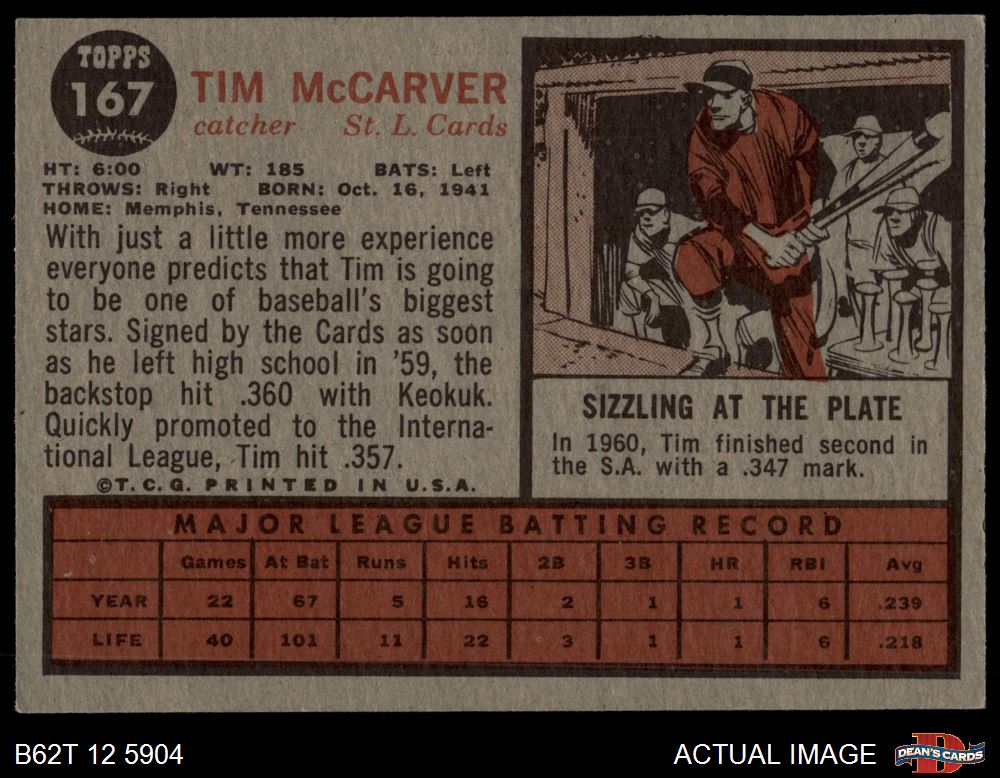 TOPPS
167
TIM McCARVER
catcher St. L. Cards
HT: 6:00 WT: 185 BATS: Left
THROWS: Right BORN: Oct. 16, 1941
HOME: Memphis, Tennessee
With just a little more experience
everyone predicts that Tim is going
to be one of baseball's biggest
stars. Signed by the Cards as soon
as he left high school in '59, the
backstop hit .360 with Keokuk.
Quickly promoted to the Interna-
tional League, Tim hit .357.
©T.C.G. PRINTED IN U.S.A.
SIZZLING AT THE PLATE
In 1960, Tim finished second in
the S.A. with a .347 mark.
MAJOR LEAGUE BATTING RECORD
Games At Bat Runs Hits 2B 3B HR RBI Avg
YEAR 22 67 5 16 2 1 1 6 .239
LIFE 40 101 11 22 3 1 1 6 .218
B62T 12 5904
ACTUAL IMAGE
D
DEAN'S CARDS